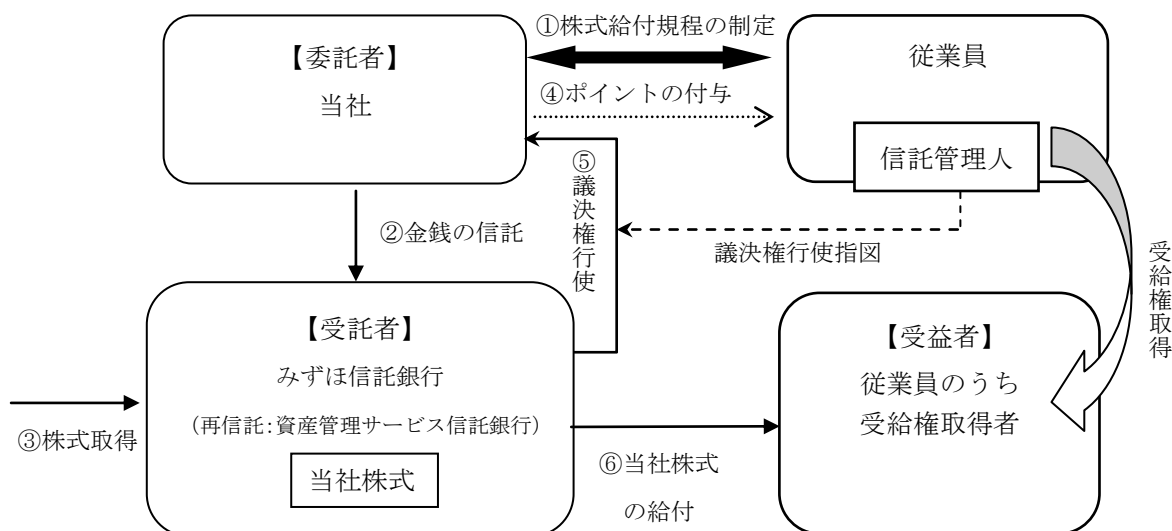 ①株式給付規程の制定
【委託者】
当社
従業員
④ポイントの付与
信託管理人
⑤議決権行使
②金銭の信託
議決権行使指図
受給権取得
【受託者】
みずほ信託銀行
(再信託:資産管理サービス信託銀行)
当社株式
③株式取得
【受益者】
従業員のうち
受給権取得者
⑥当社株式
の給付